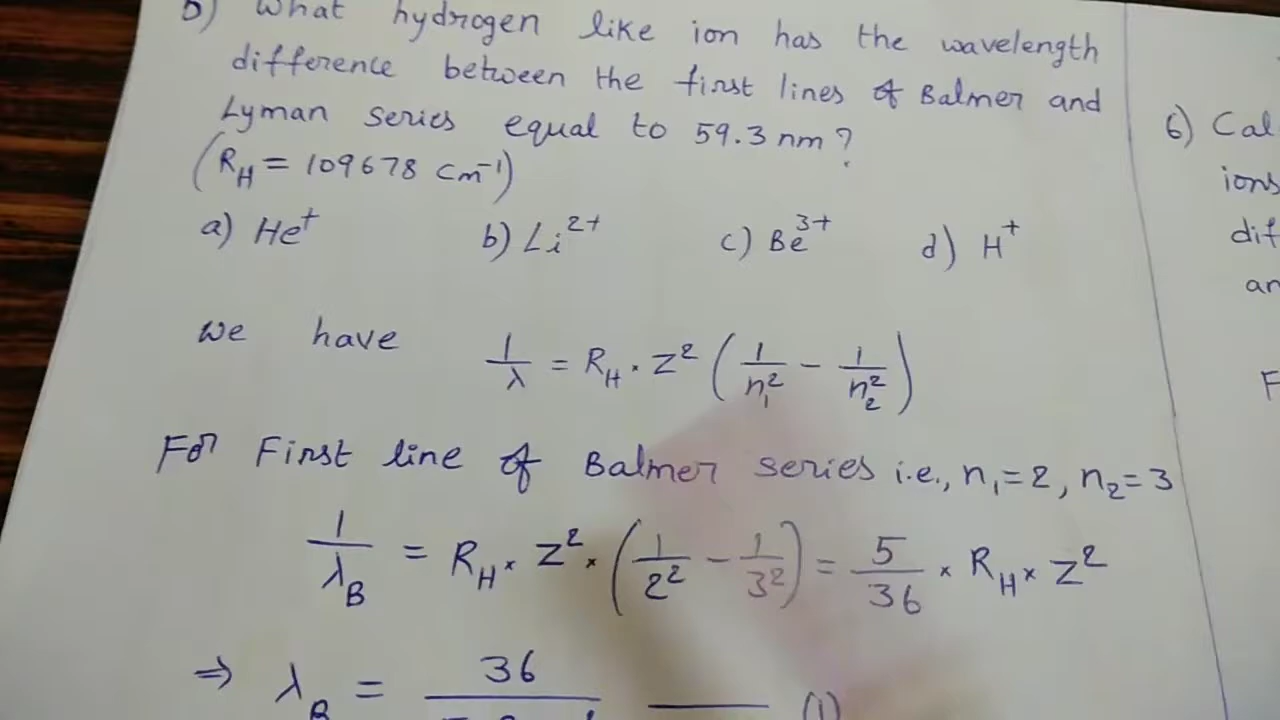 5) What hydrogen like ion has the wavelength
difference between the first lines of Balmer and
Lyman series equal to 59.3 nm?
(R_H = 109678 cm⁻¹)
a) He⁺ b) Li²⁺ c) Be³⁺ d) H⁺
We have 1/λ = R_H · Z² (1/n₁² - 1/n₂²)
For First line of Balmer series i.e., n₁=2, n₂=3
1/λ_B = R_H × Z² × (1/2² - 1/3²) = 5/36 × R_H × Z²
⇒ λ_B = 36 (1)
6) Cal
ions
dif
an
F